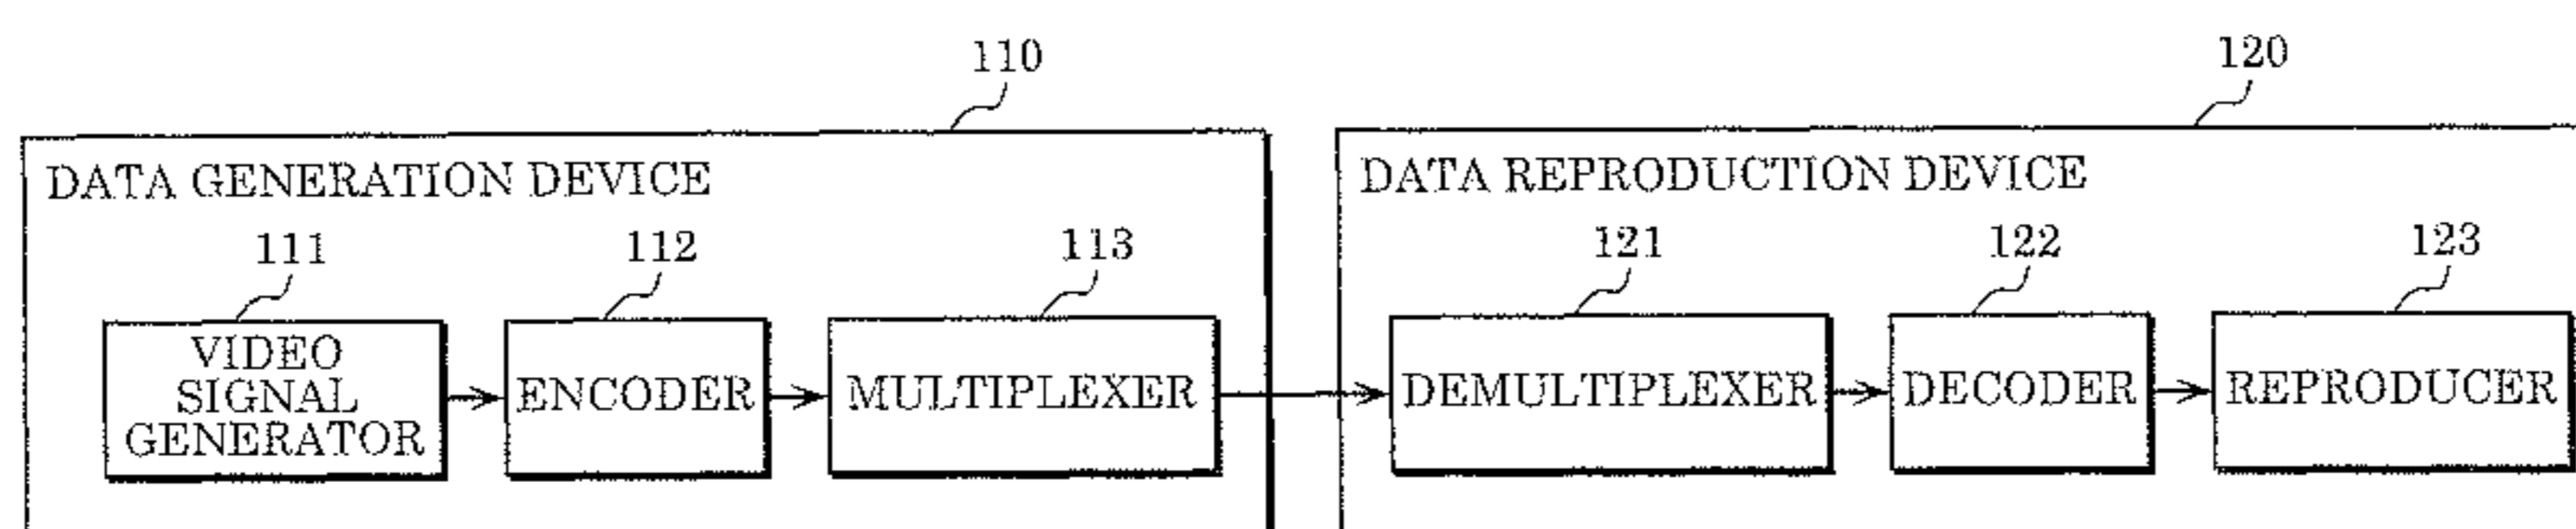 110
120
DATA GENERATION DEVICE
DATA REPRODUCTION DEVICE
111
112
113
121
122
123
VIDEO
SIGNAL
GENERATOR
ENCODER
MULTIPLEXER
DEMULTIPLEXER
DECODER
REPRODUCER